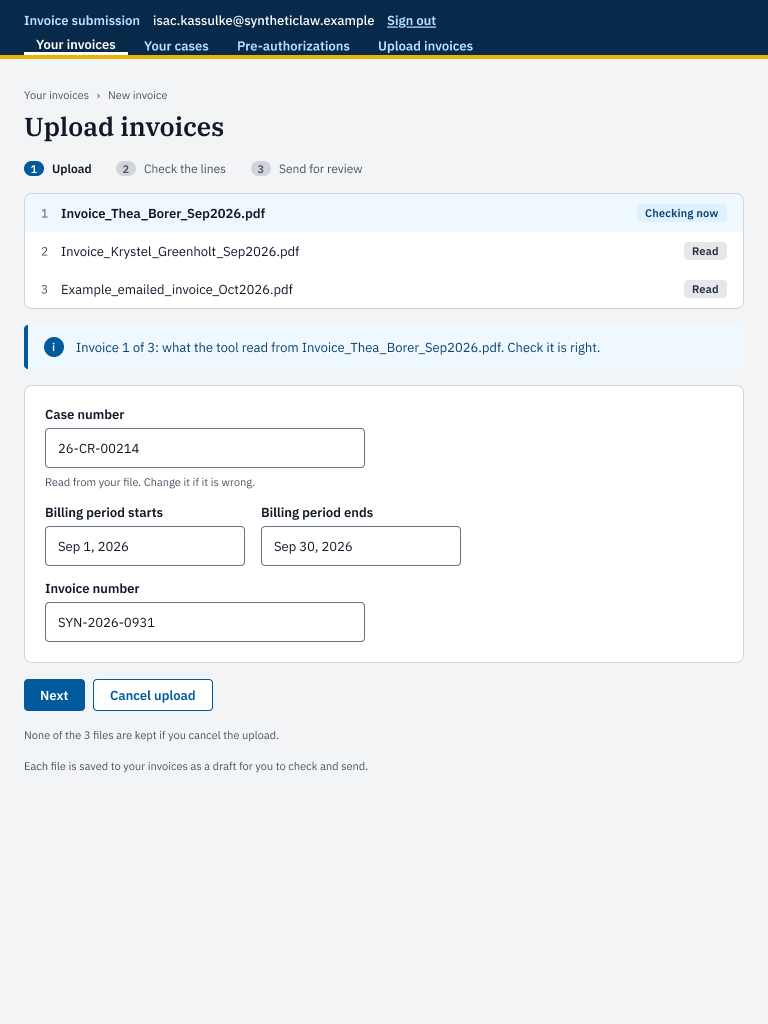 Invoice submission isac.kassulke@syntheticlaw.example Sign out
Your invoices Your cases Pre-authorizations Upload invoices
Your invoices › New invoice
Upload invoices
1 Upload 2 Check the lines 3 Send for review
1 Invoice_Thea_Borer_Sep2026.pdf Checking now
2 Invoice_Krystel_Greenholt_Sep2026.pdf Read
3 Example_emailed_invoice_Oct2026.pdf Read
i Invoice 1 of 3: what the tool read from Invoice_Thea_Borer_Sep2026.pdf. Check it is right.
Case number
26-CR-00214
Read from your file. Change it if it is wrong.
Billing period starts Billing period ends
Sep 1, 2026 Sep 30, 2026
Invoice number
SYN-2026-0931
Next Cancel upload
None of the 3 files are kept if you cancel the upload.
Each file is saved to your invoices as a draft for you to check and send.